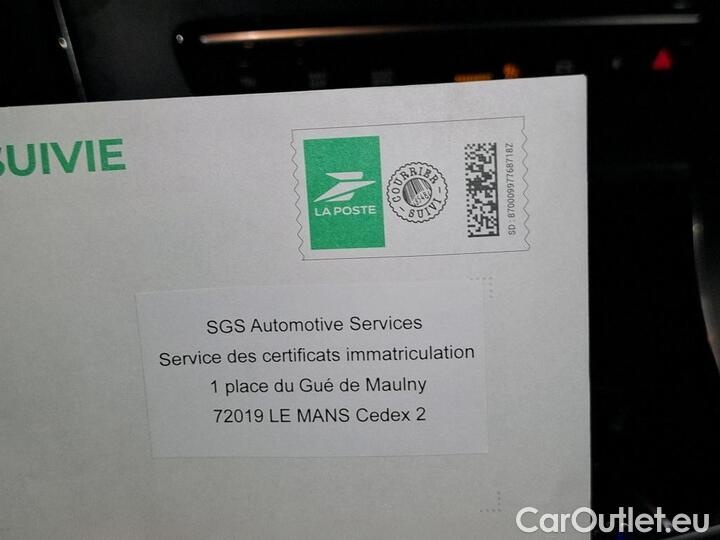 SUIVIE
LA POSTE
COURRIER
SUIVI
SD : 87000997768718Z
SGS Automotive Services
Service des certificats immatriculation
1 place du Gué de Maulny
72019 LE MANS Cedex 2
CarOutlet.eu